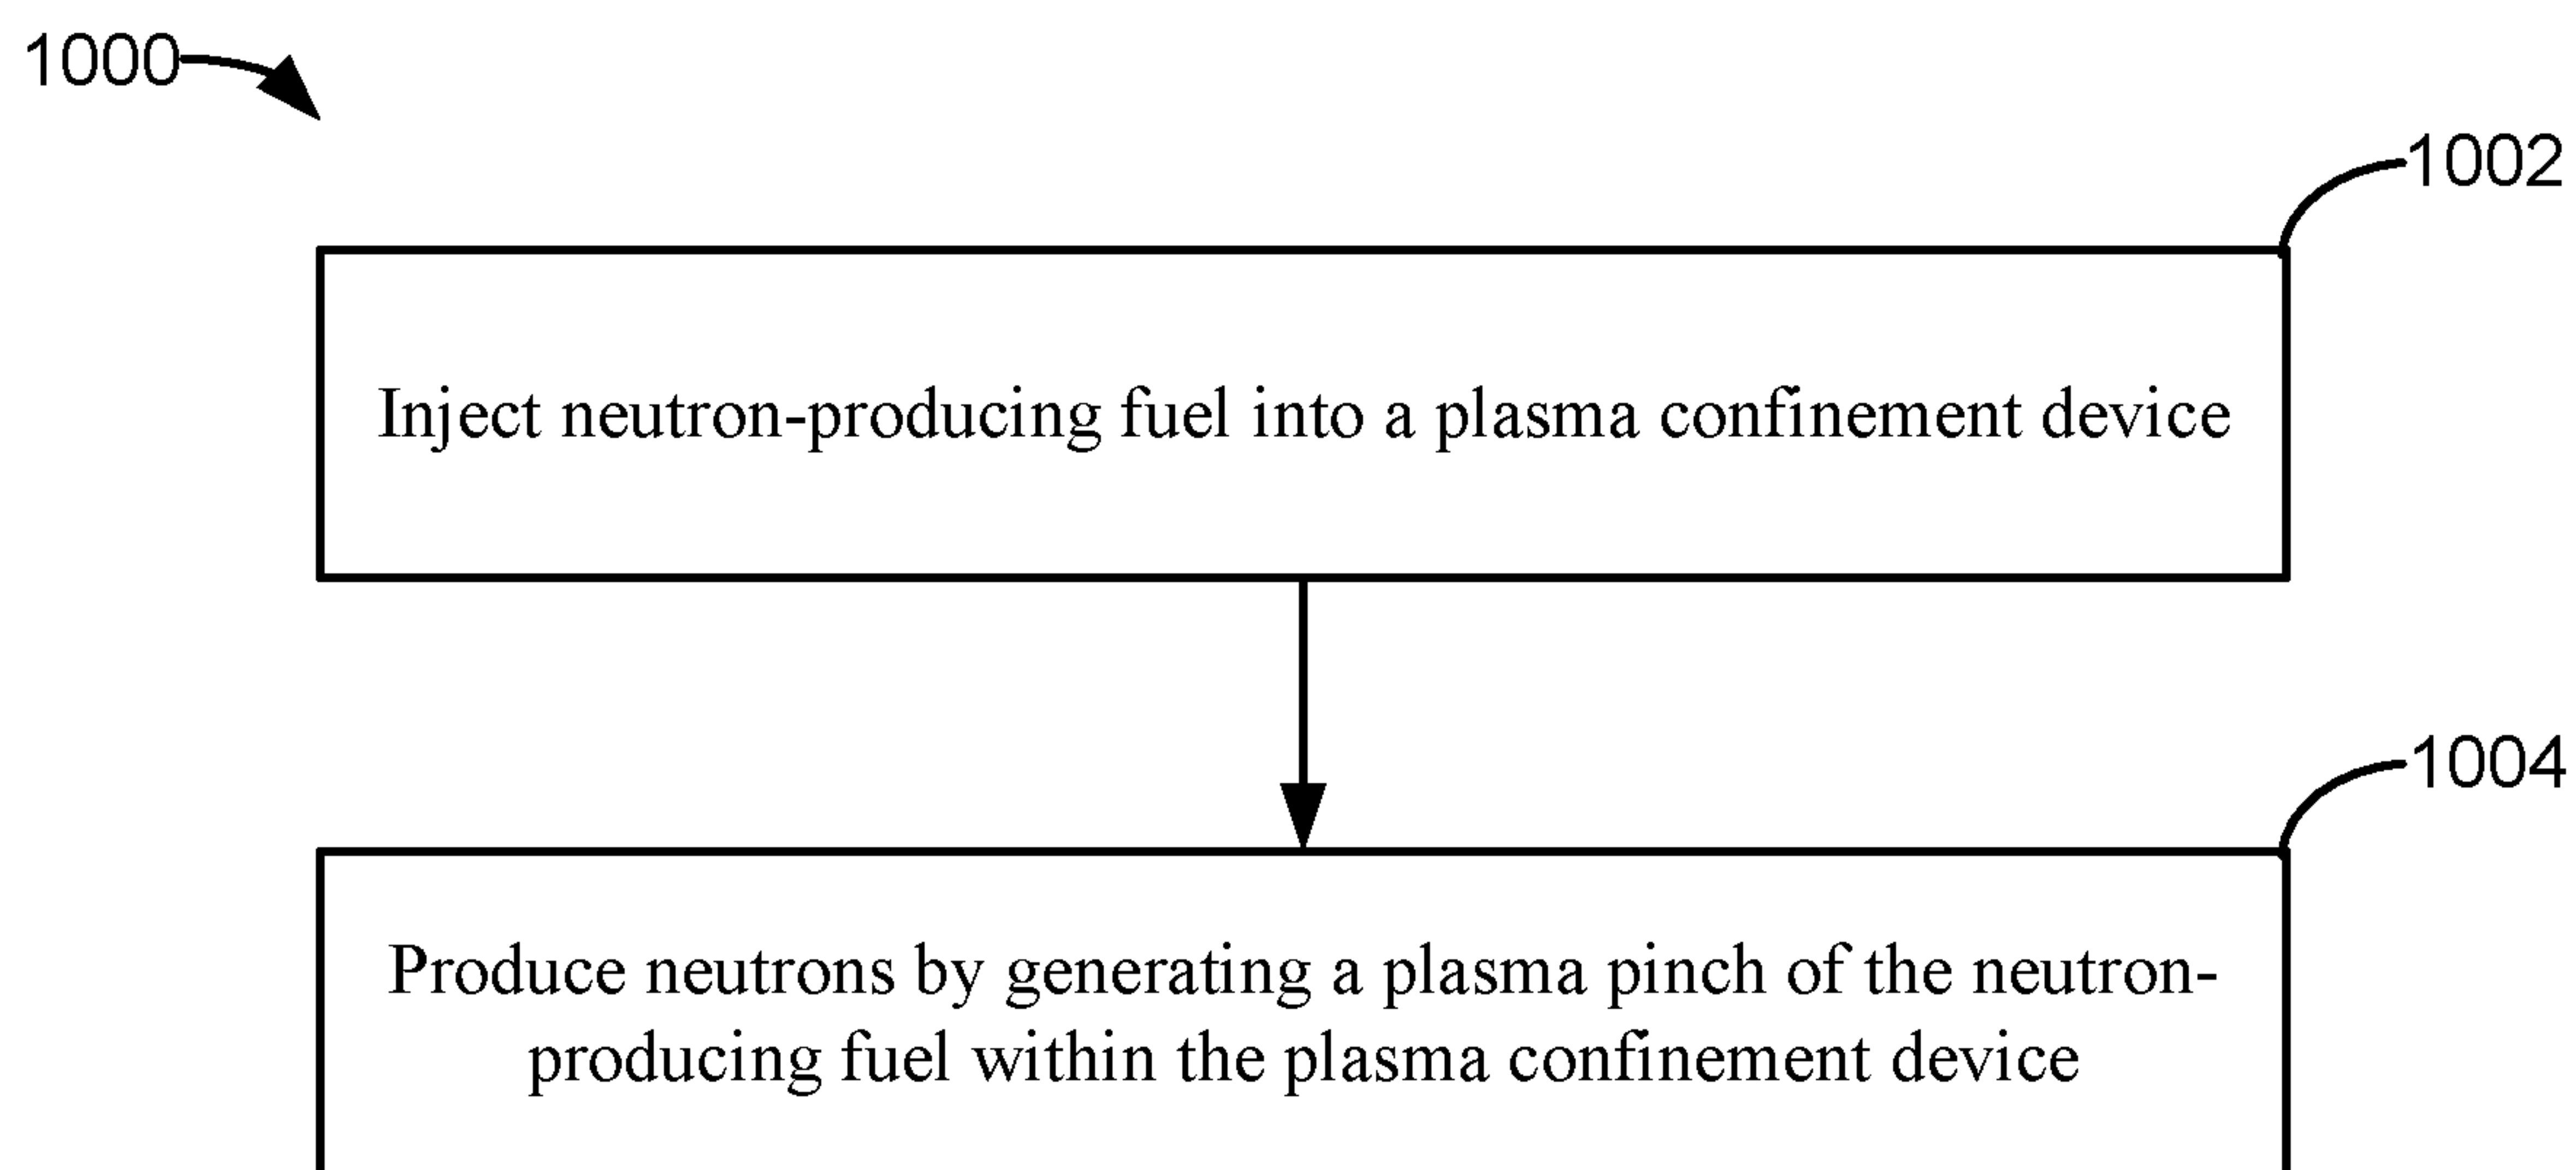 1000
1002
Inject neutron-producing fuel into a plasma confinement device
1004
Produce neutrons by generating a plasma pinch of the neutron-
producing fuel within the plasma confinement device